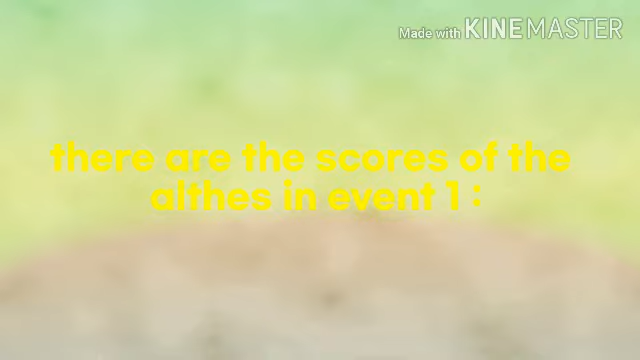 Made with KINEMASTER
there are the scores of the
althes in event 1 :